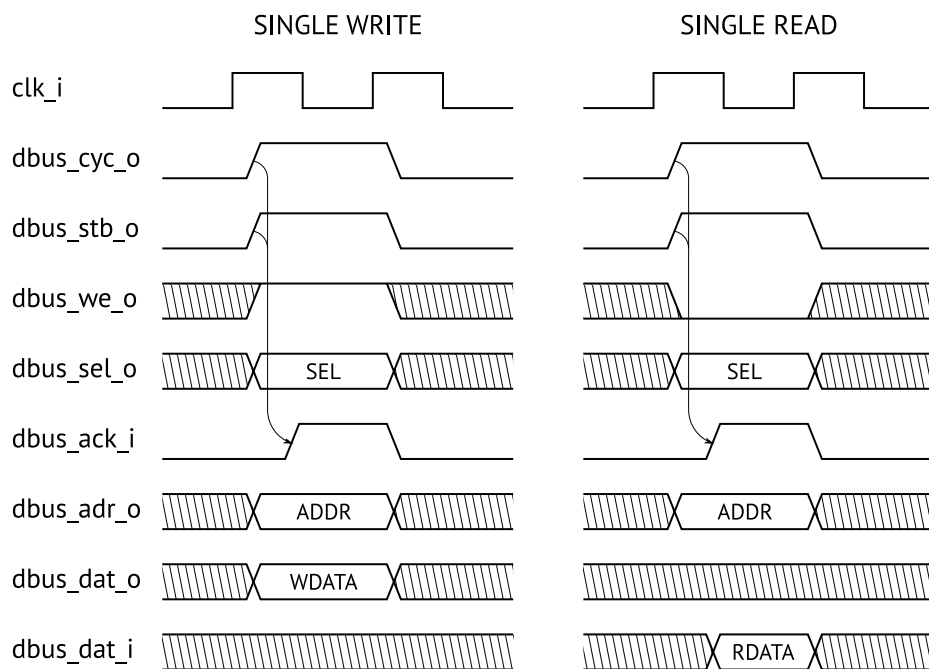 SINGLE WRITE SINGLE READ
clk_i
dbus_cyc_o
dbus_stb_o
dbus_we_o
dbus_sel_o SEL SEL
dbus_ack_i
dbus_adr_o ADDR ADDR
dbus_dat_o WDATA
dbus_dat_i RDATA